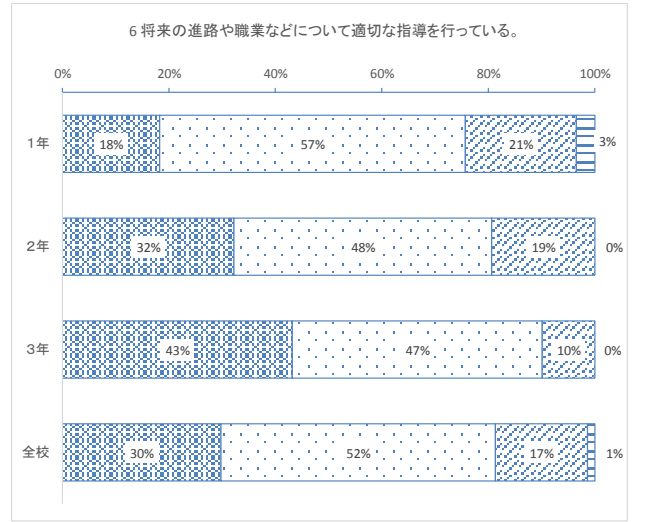 6 将来の進路や職業などについて適切な指導を行っている。
0% 20% 40% 60% 80% 100%
1年 18% 57% 21% 3%
2年 32% 48% 19% 0%
3年 43% 47% 10% 0%
全校 30% 52% 17% 1%